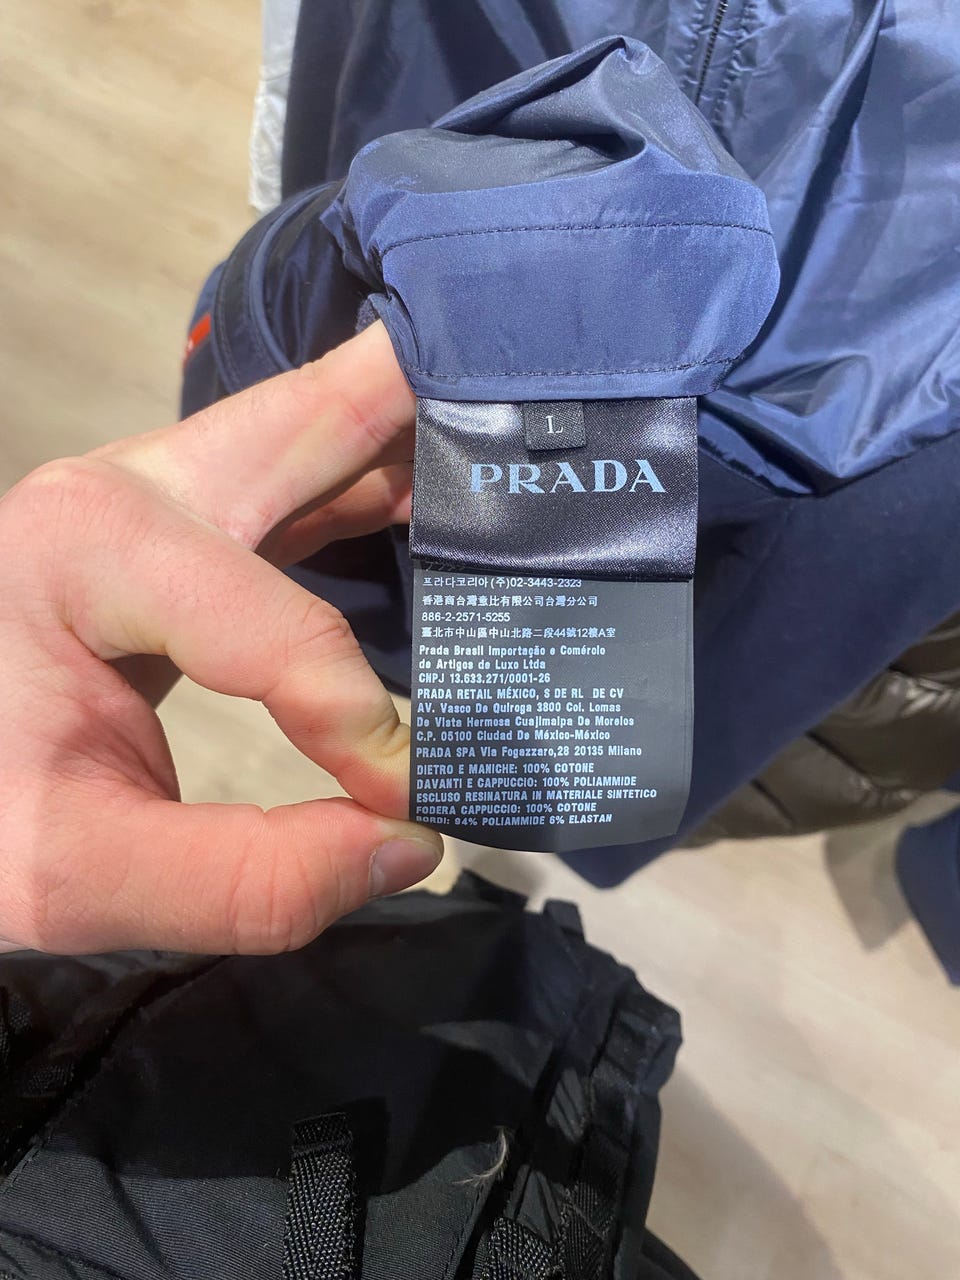 L
PRADA
프라다코리아(주)02-3443-2323
香港商台灣普比有限公司台灣分公司
886-2-2571-5255
臺北市中山區中山北路二段44號12樓A室
Prada Brasil Importação e Comércio
de Artigos de Luxo Ltda
CNPJ 13.633.271/0001-26
PRADA RETAIL MÉXICO, S DE RL DE CV
AV. Vasco De Quiroga 3800 Col. Lomas
De Vista Hermosa Cuajimalpa De Morelos
C.P. 05100 Ciudad De México-México
PRADA SPA Via Fogazzaro,28 20135 Milano
DIETRO E MANICHE: 100% COTONE
DAVANTI E CAPPUCCIO: 100% POLIAMMIDE
ESCLUSO RESINATURA IN MATERIALE SINTETICO
FODERA CAPPUCCIO: 100% COTONE
BORDI: 94% POLIAMMIDE 6% ELASTAN